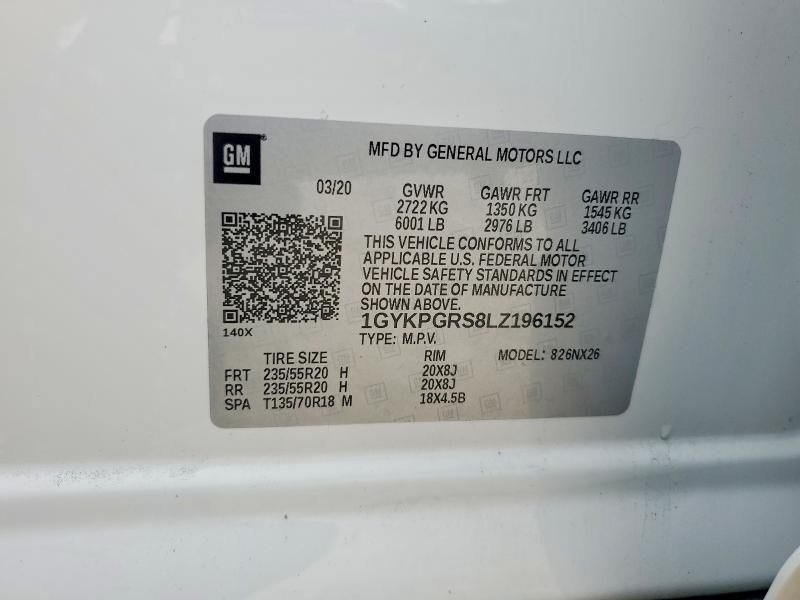 GM
MFD BY GENERAL MOTORS LLC
03/20 GVWR GAWR FRT GAWR RR
2722 KG 1350 KG 1545 KG
6001 LB 2976 LB 3406 LB
THIS VEHICLE CONFORMS TO ALL
APPLICABLE U.S. FEDERAL MOTOR
VEHICLE SAFETY STANDARDS IN EFFECT
ON THE DATE OF MANUFACTURE
SHOWN ABOVE.
140X 1GYKPGRS8LZ196152
TYPE: M.P.V.
TIRE SIZE RIM MODEL: 826NX26
FRT 235/55R20 H 20X8J
RR 235/55R20 H 20X8J
SPA T135/70R18 M 18X4.5B